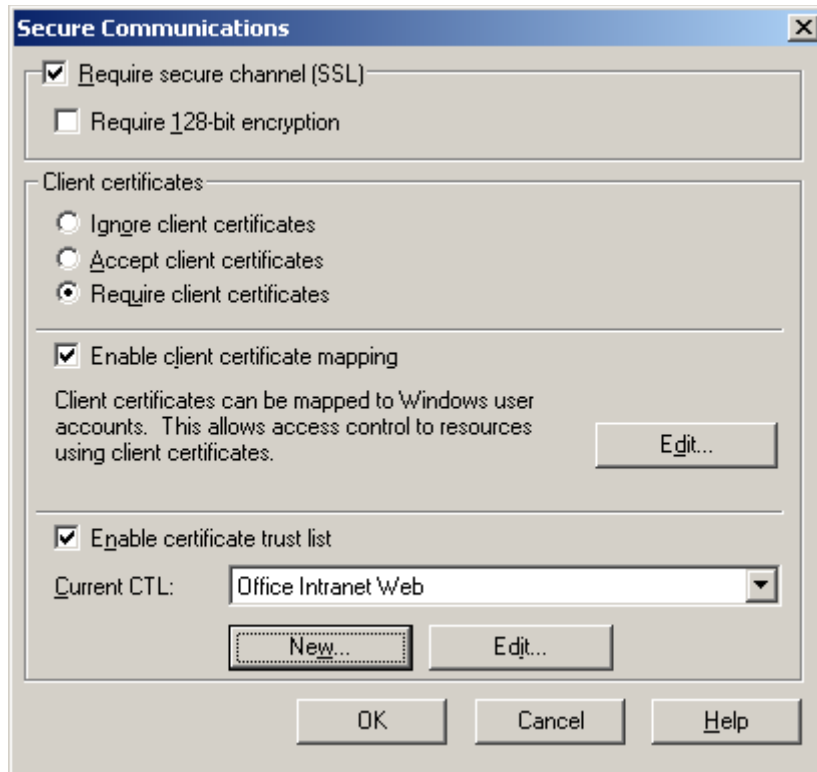 Secure Communications
Require secure channel (SSL)
Require 128-bit encryption
Client certificates
Ignore client certificates
Accept client certificates
Require client certificates
Enable client certificate mapping
Client certificates can be mapped to Windows user
accounts.  This allows access control to resources
using client certificates.
Edit...
Enable certificate trust list
Current CTL:
Office Intranet Web
New...
Edit...
OK
Cancel
Help